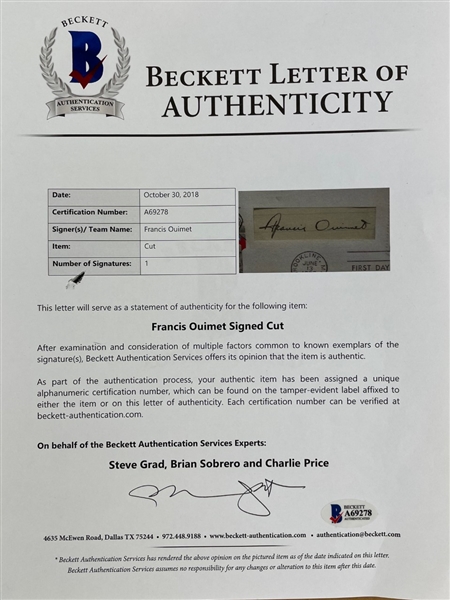 BECKETT
B
AUTHENTICATION
SERVICES
BECKETT LETTER OF
AUTHENTICITY
Date: October 30, 2018
Certification Number: A69278
Signer(s)/ Team Name: Francis Ouimet
Item: Cut
Number of Signatures: 1
Francis Ouimet
BROOKLINE
JUNE
13
FIRST DAY
This letter will serve as a statement of authenticity for the following item:
Francis Ouimet Signed Cut
After examination and consideration of multiple factors common to known exemplars of the
signature(s), Beckett Authentication Services offers its opinion that the item is authentic.
As part of the authentication process, your authentic item has been assigned a unique
alphanumeric certification number, which can be found on the tamper-evident label affixed to
either the item or on this letter of authenticity. Each certification number can be verified at
beckett-authentication.com.
On behalf of the Beckett Authentication Services Experts:
Steve Grad, Brian Sobrero and Charlie Price
BECKETT
A69278
AUTHENTICATION
4635 McEwen Road, Dallas TX 75244 • 972.448.9188 • www.beckett-authentication.com • authentication@beckett.com
* Beckett Authentication Services has rendered the above opinion on the pictured item as of the date indicated on this letter.
Beckett Authentication Services assumes no responsibility for any changes or alteration to this item after this date.